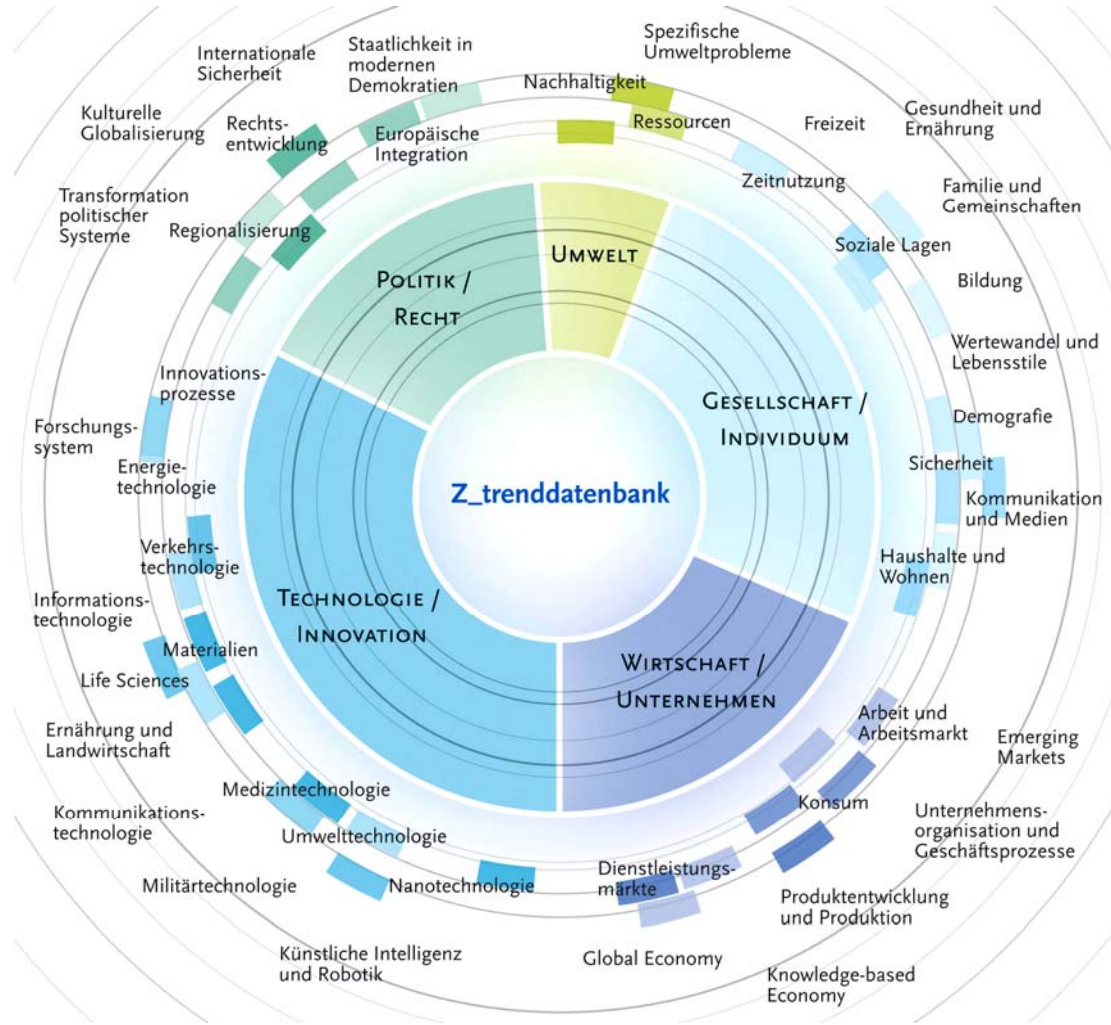 Internationale
Sicherheit
Staatlichkeit in
modernen
Demokratien
Spezifische
Umweltprobleme
Nachhaltigkeit
Ressourcen
Kulturelle
Globalisierung
Rechts-
entwicklung
Europäische
Integration
Freizeit
Gesundheit und
Ernährung
Zeitnutzung
Transformation
politischer
Systeme
Regionalisierung
Familie und
Gemeinschaften
Soziale Lagen
Bildung
Politik /
Recht
Umwelt
Wertewandel und
Lebensstile
Innovations-
prozesse
Gesellschaft /
Individuum
Demografie
Forschungs-
system
Energie-
technologie
Sicherheit
Z_trenddatenbank
Kommunikation
und Medien
Verkehrs-
technologie
Haushalte und
Wohnen
Informations-
technologie
Technologie /
Innovation
Materialien
Life Sciences
Wirtschaft /
Unternehmen
Ernährung und
Landwirtschaft
Arbeit und
Arbeitsmarkt
Emerging
Markets
Medizintechnologie
Konsum
Kommunikations-
technologie
Umwelttechnologie
Unternehmens-
organisation und
Geschäftsprozesse
Militärtechnologie
Nanotechnologie
Dienstleistungs-
märkte
Produktentwicklung
und Produktion
Künstliche Intelligenz
und Robotik
Global Economy
Knowledge-based
Economy